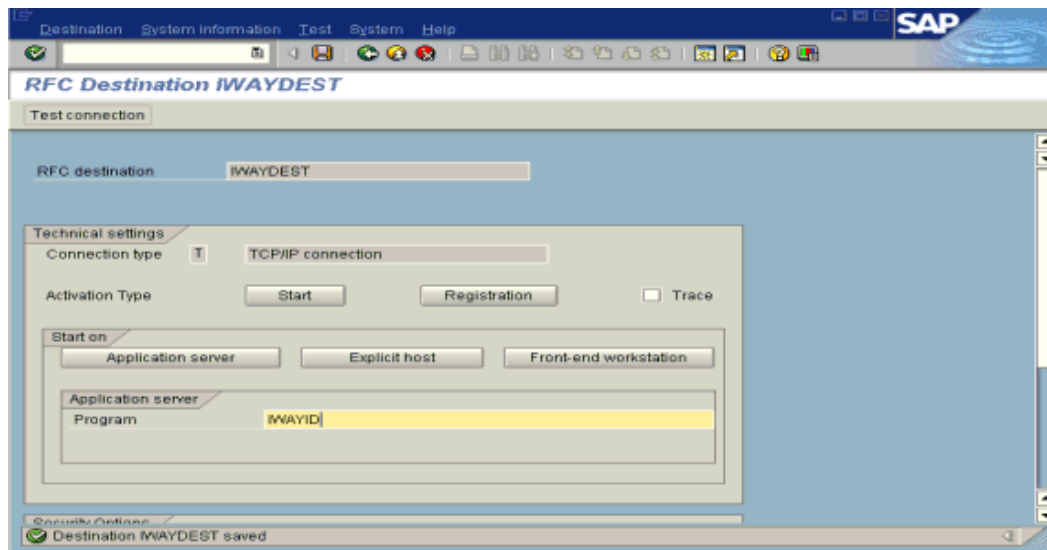 Destination System information Test System Help
SAP
RFC Destination IWAYDEST
Test connection
RFC destination IWAYDEST
Technical settings
Connection type T TCP/IP connection
Activation Type Start Registration Trace
Start on
Application server Explicit host Front-end workstation
Application server
Program IWAYID
Security Options
Destination IWAYDEST saved